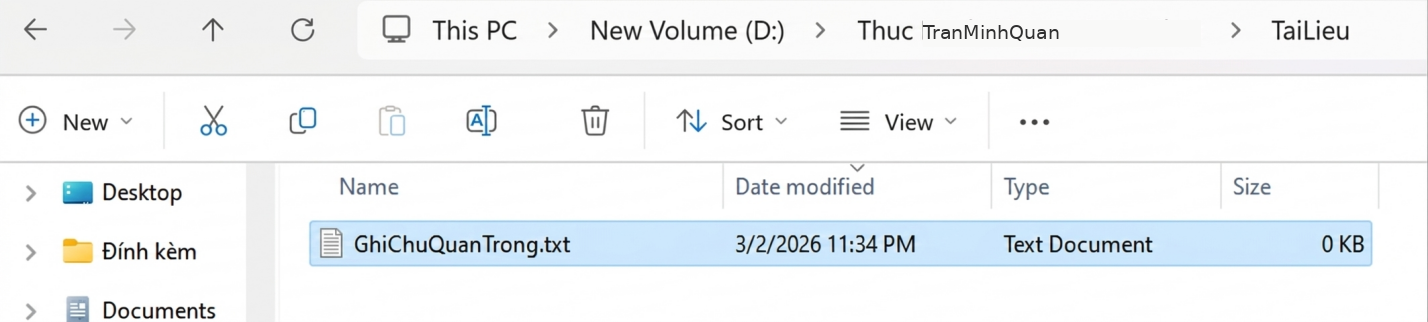 This PC > New Volume (D:) > Thuc TranMinhQuan > TaiLieu
New Sort View
Name Date modified Type Size
Desktop
GhiChuQuanTrong.txt 3/2/2026 11:34 PM Text Document 0 KB
Đính kèm
Documents